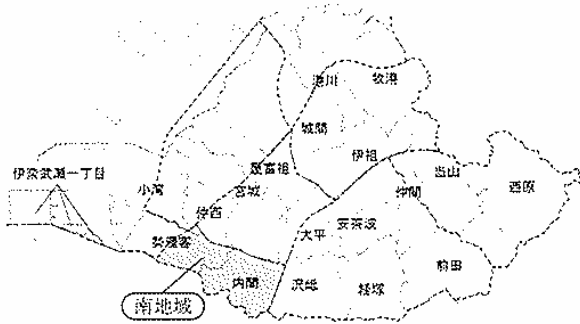 港川
牧港
城間
屋富祖
伊祖
当山
西原
伊奈武瀬一丁目
小湾
宮城
仲間
仲西
安波茶
大平
勢理客
前田
内間
沢岻
経塚
南地域